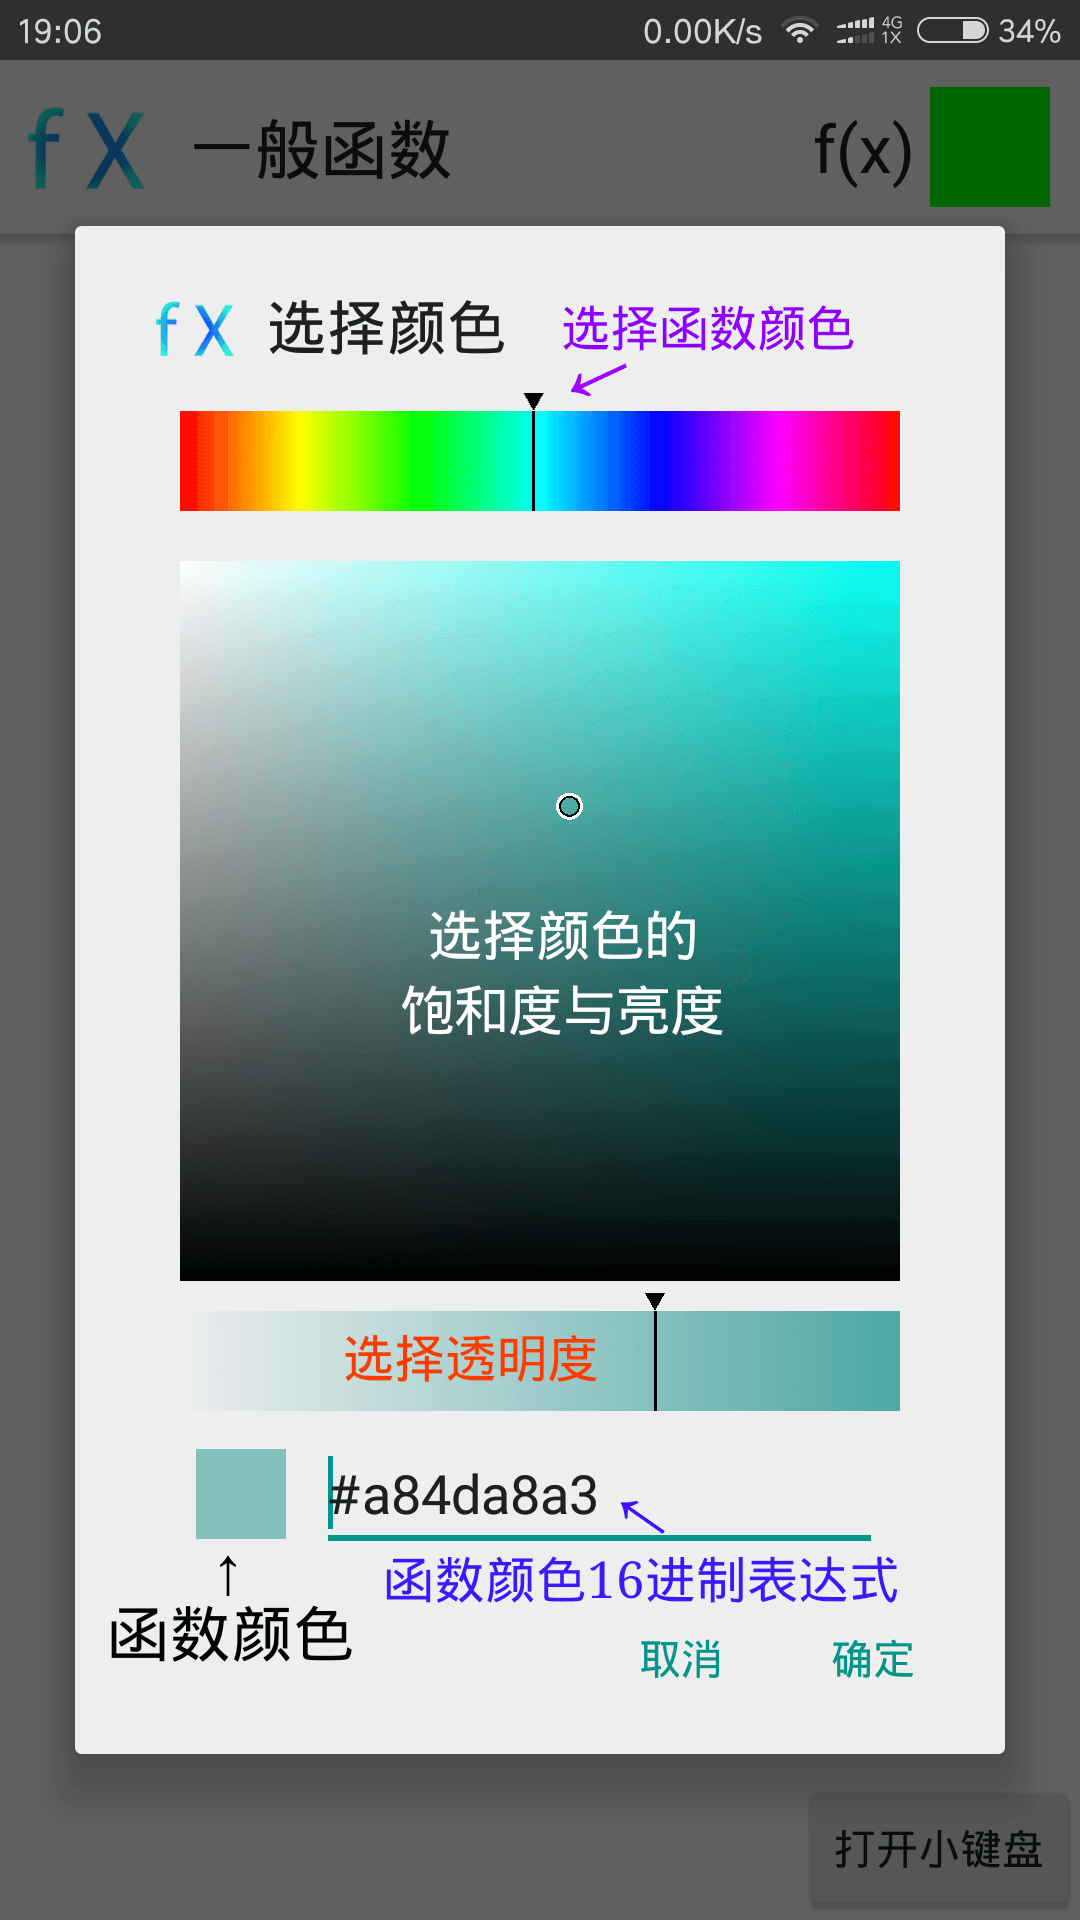 19:06 0.00K/s 4G 1X 34%
f X 一般函数 f(x)
f X 选择颜色 选择函数颜色
选择颜色的
饱和度与亮度
选择透明度
#a84da8a3
函数颜色16进制表达式
函数颜色
取消 确定
打开小键盘